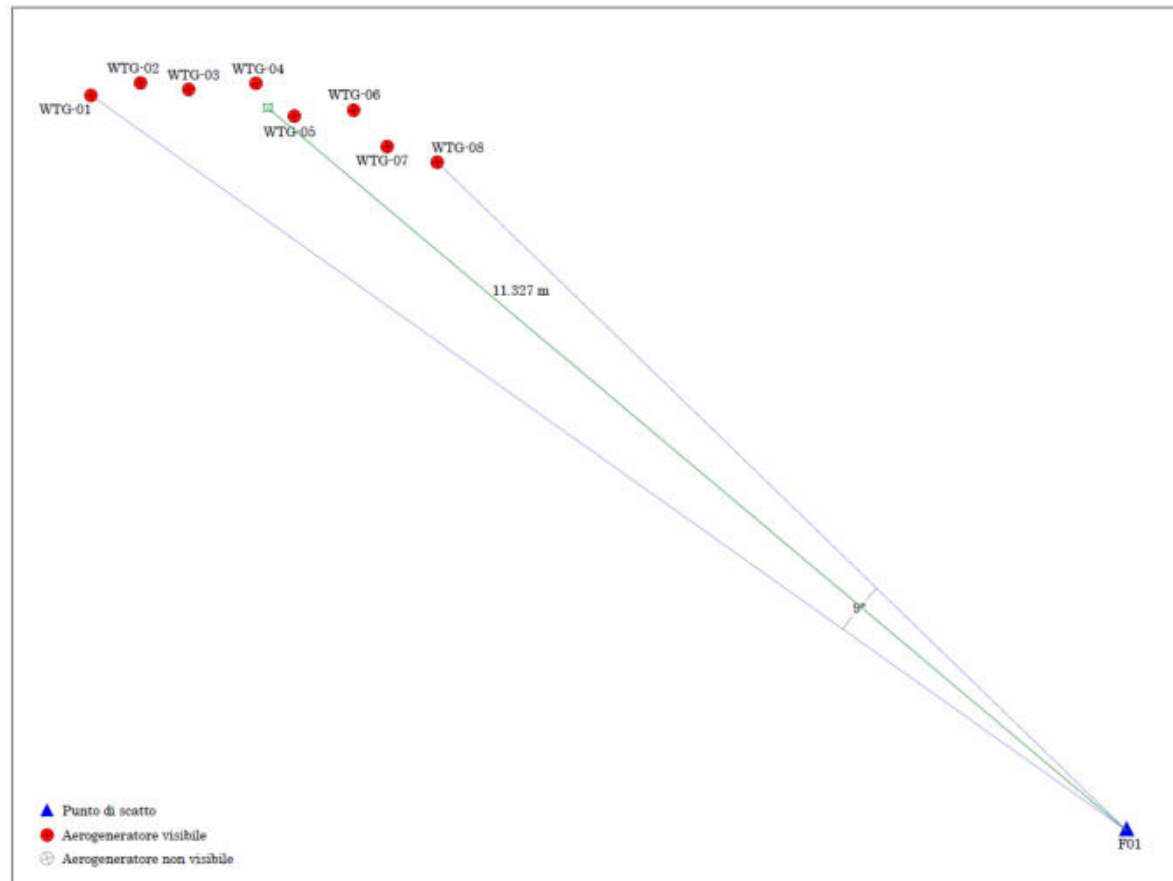 WTG-02
WTG-03
WTG-04
WTG-01
WTG-06
WTG-05
WTG-07
WTG-08
11.327 m
9°
Punto di scatto
Aerogeneratore visibile
Aerogeneratore non visibile
F01